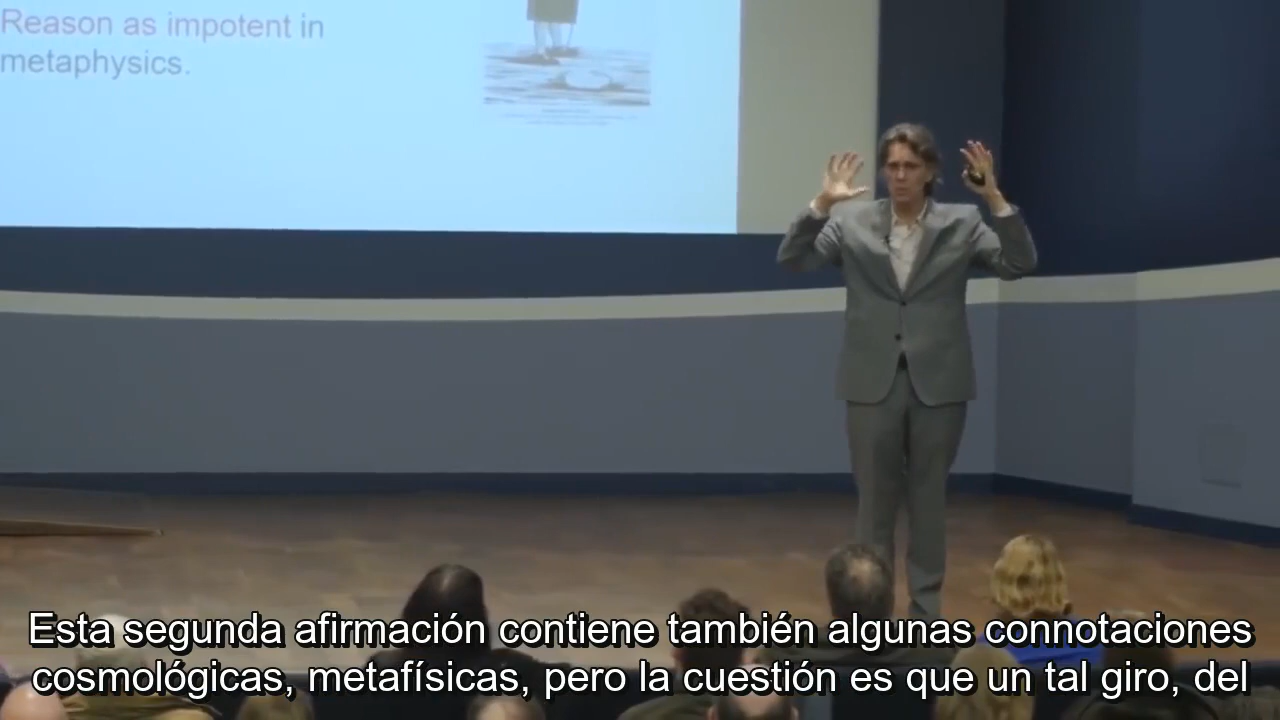 Reason as impotent in
metaphysics.
Esta segunda afirmación contiene también algunas connotaciones
cosmológicas, metafísicas, pero la cuestión es que un tal giro, del